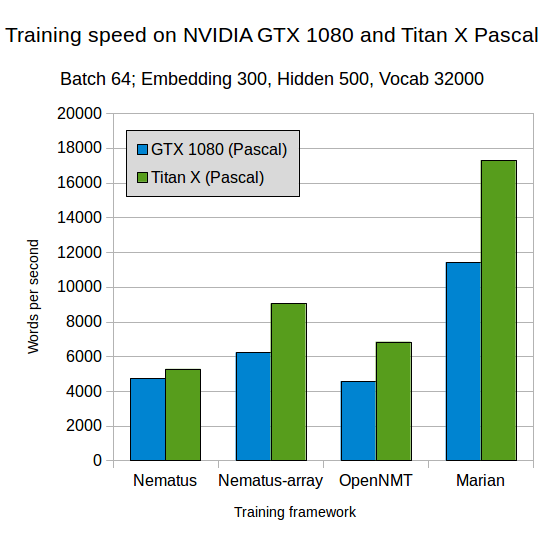 Training speed on NVIDIA GTX 1080 and Titan X Pascal
Batch 64; Embedding 300, Hidden 500, Vocab 32000
20000
18000
16000
14000
12000
10000
8000
6000
4000
2000
0
GTX 1080 (Pascal)
Titan X (Pascal)
Words per second
Nematus
Nematus-array
OpenNMT
Marian
Training framework